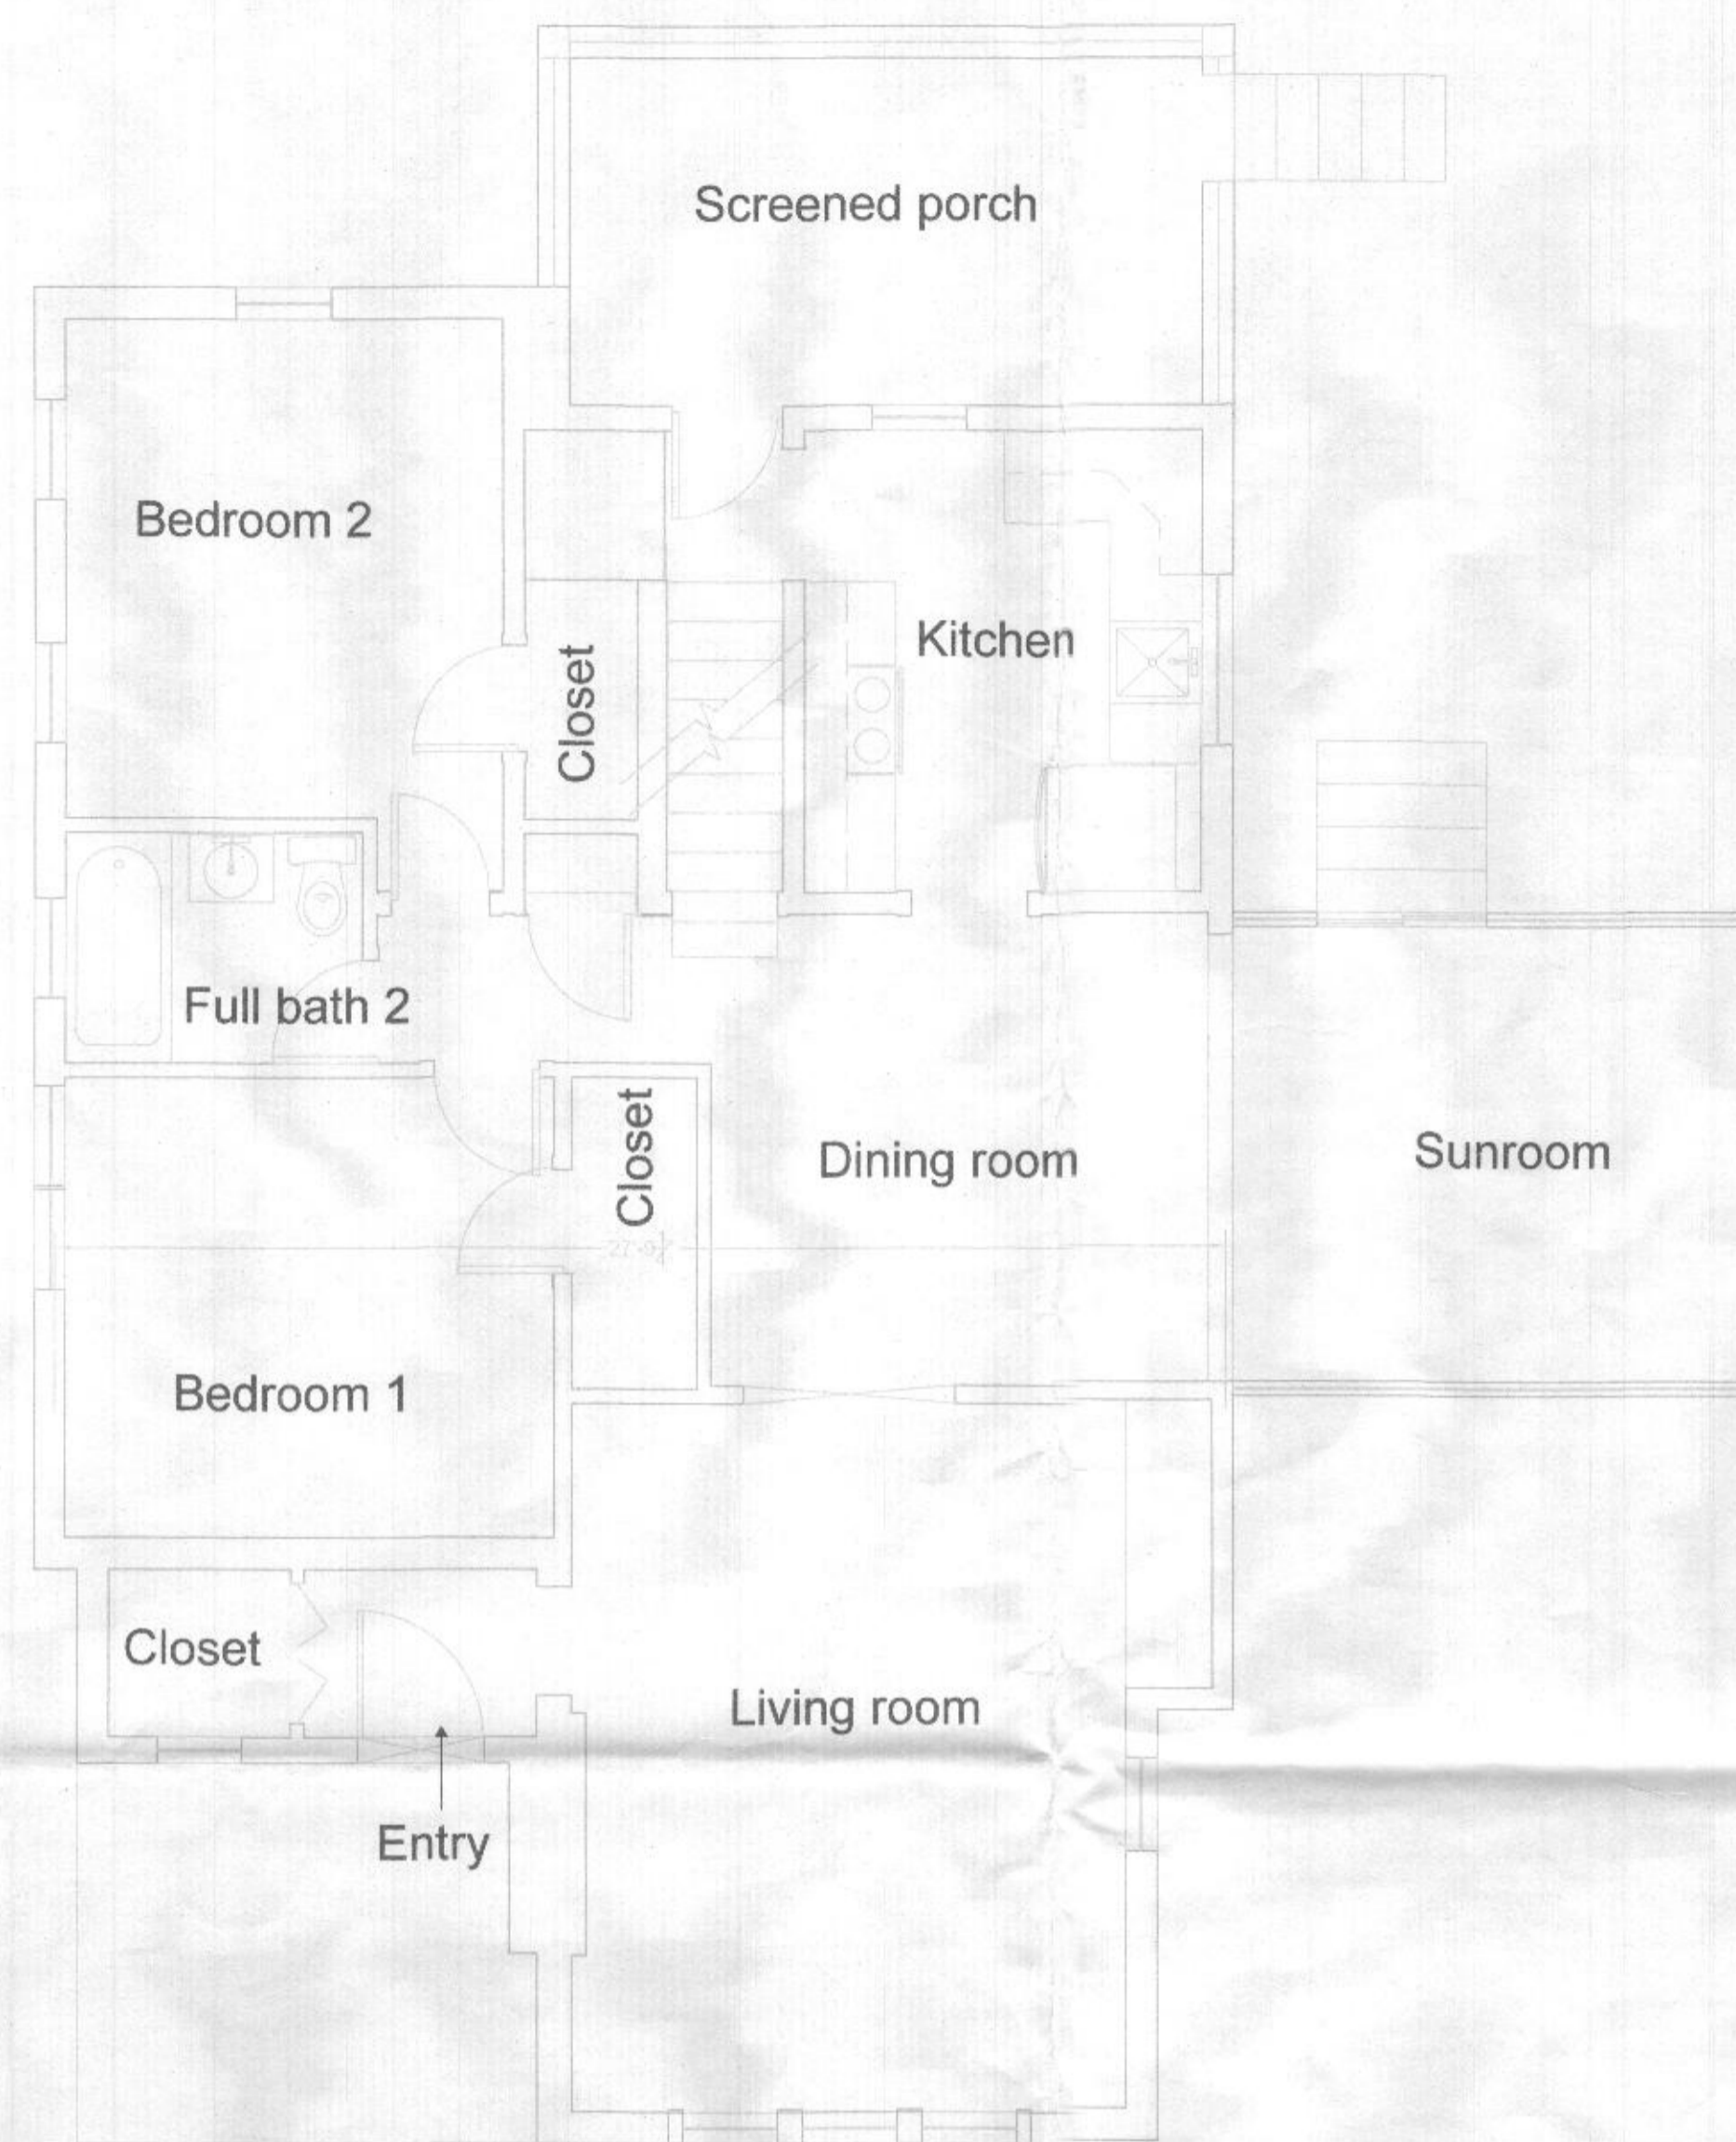 Screened porch
Bedroom 2
Kitchen
Closet
Full bath 2
Closet
Dining room
Sunroom
Bedroom 1
Closet
Living room
Entry